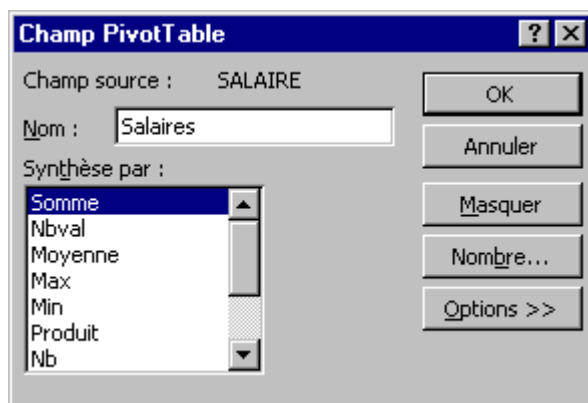 Champ PivotTable
Champ source : SALAIRE
Nom : Salaires
Synthèse par :
Somme
Nbval
Moyenne
Max
Min
Produit
Nb
OK
Annuler
Masquer
Nombre...
Options >>